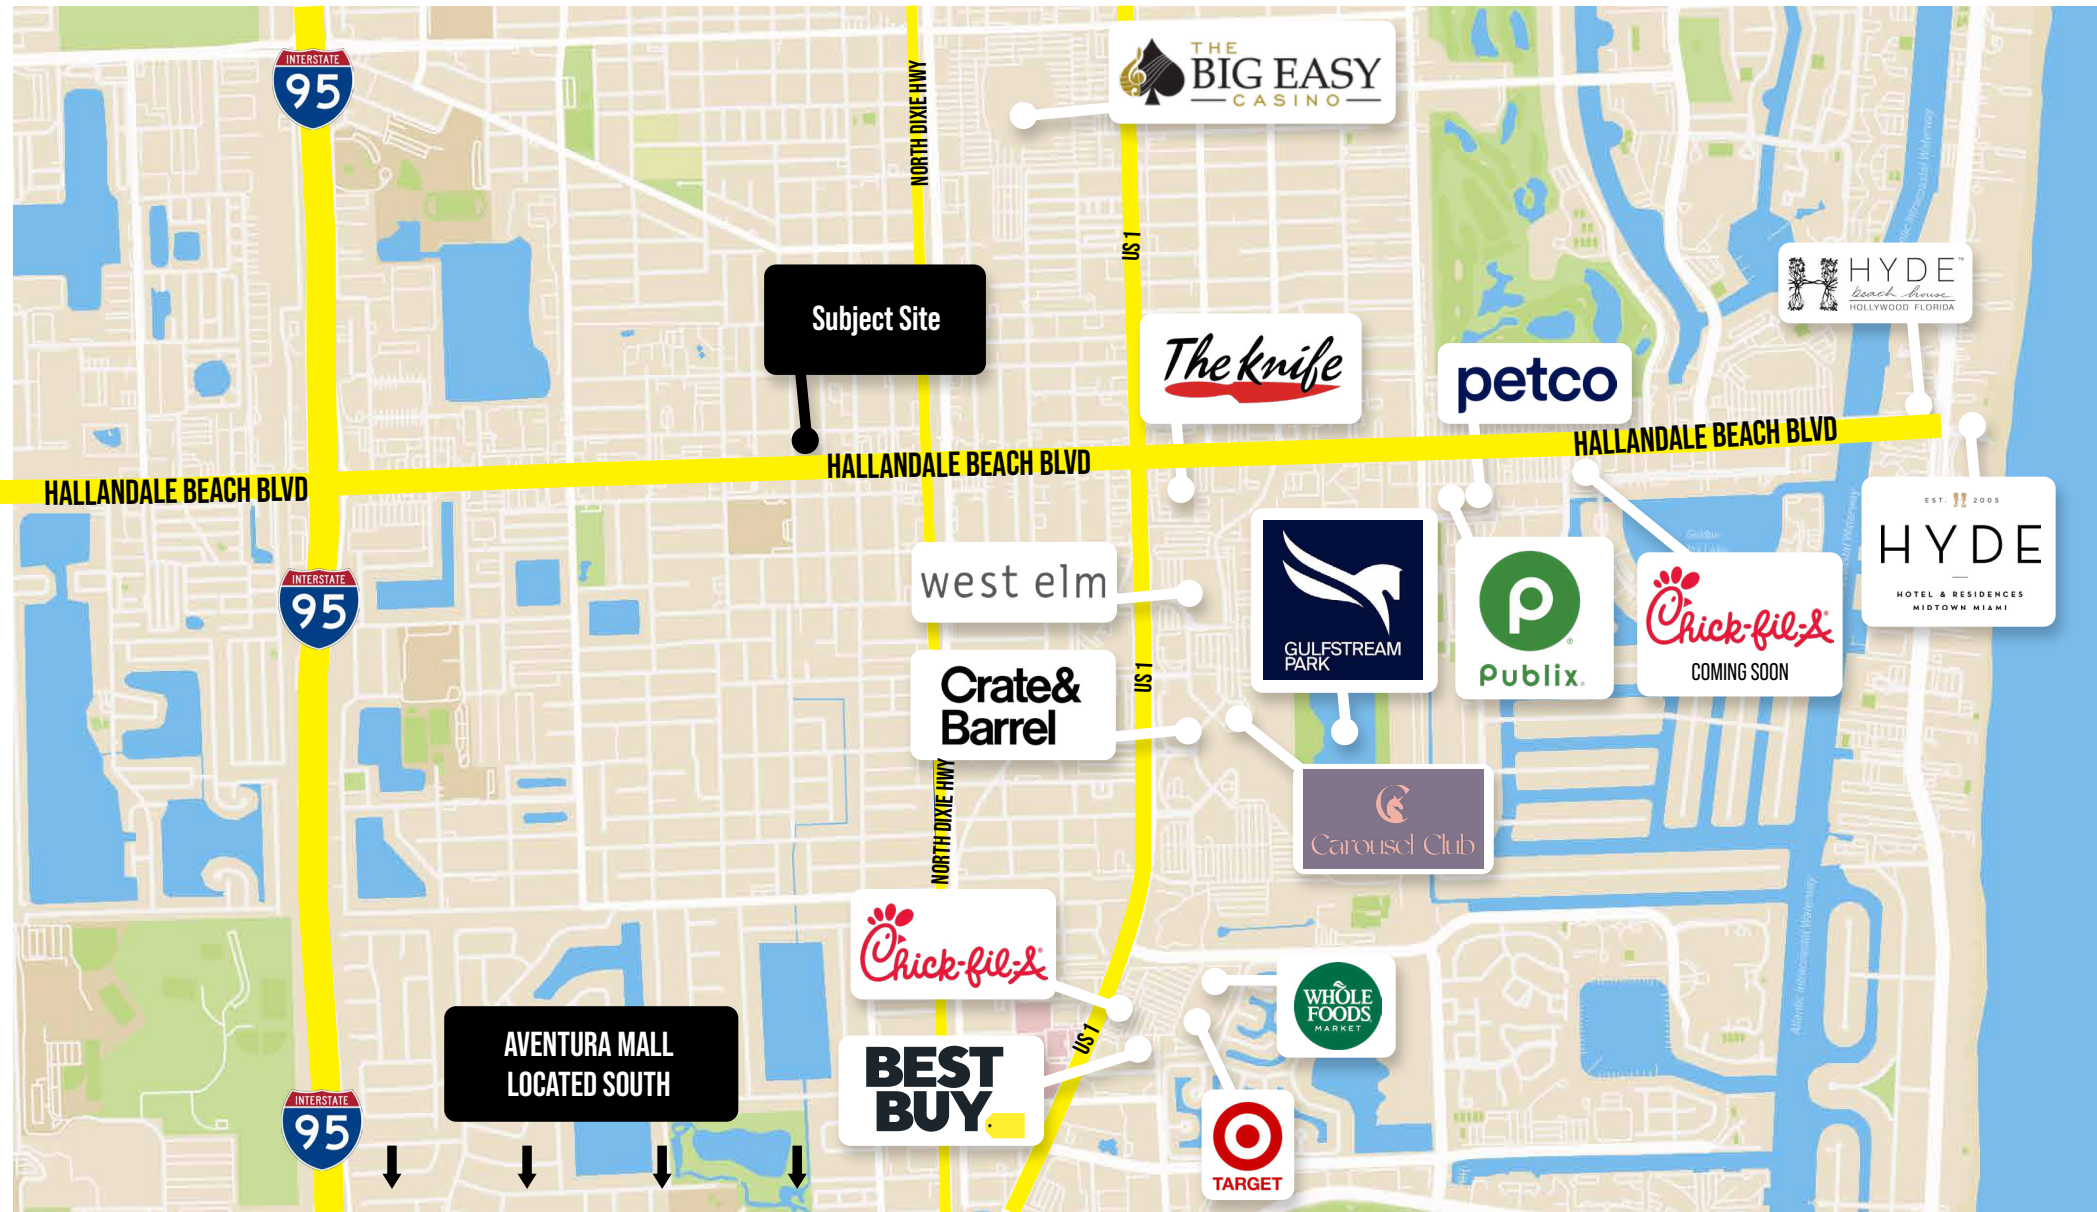 INTERSTATE
95
NORTH DIXIE HWY
THE
BIG EASY
CASINO
US 1
HYDE
beach house
HOLLYWOOD FLORIDA
Subject Site
The knife
petco
HALLANDALE BEACH BLVD
HALLANDALE BEACH BLVD
HALLANDALE BEACH BLVD
EST. 2005
HYDE
HOTEL & RESIDENCES
MIDTOWN MIAMI
INTERSTATE
95
west elm
GULFSTREAM
PARK
Publix
Chick-fil-A
COMING SOON
Crate&
Barrel
US 1
Carousel Club
NORTH DIXIE HWY
Chick-fil-A
WHOLE
FOODS
MARKET
Atlantic Intracoastal Waterway
US 1
AVENTURA MALL
LOCATED SOUTH
BEST
BUY
INTERSTATE
95
TARGET